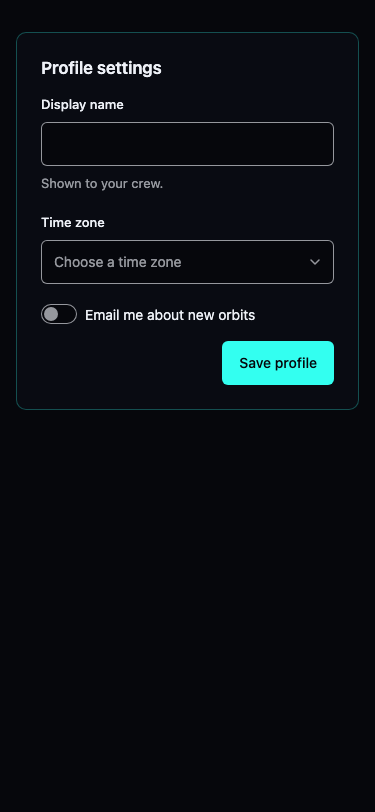 Profile settings
Display name
Shown to your crew.
Time zone
Choose a time zone
Email me about new orbits
Save profile